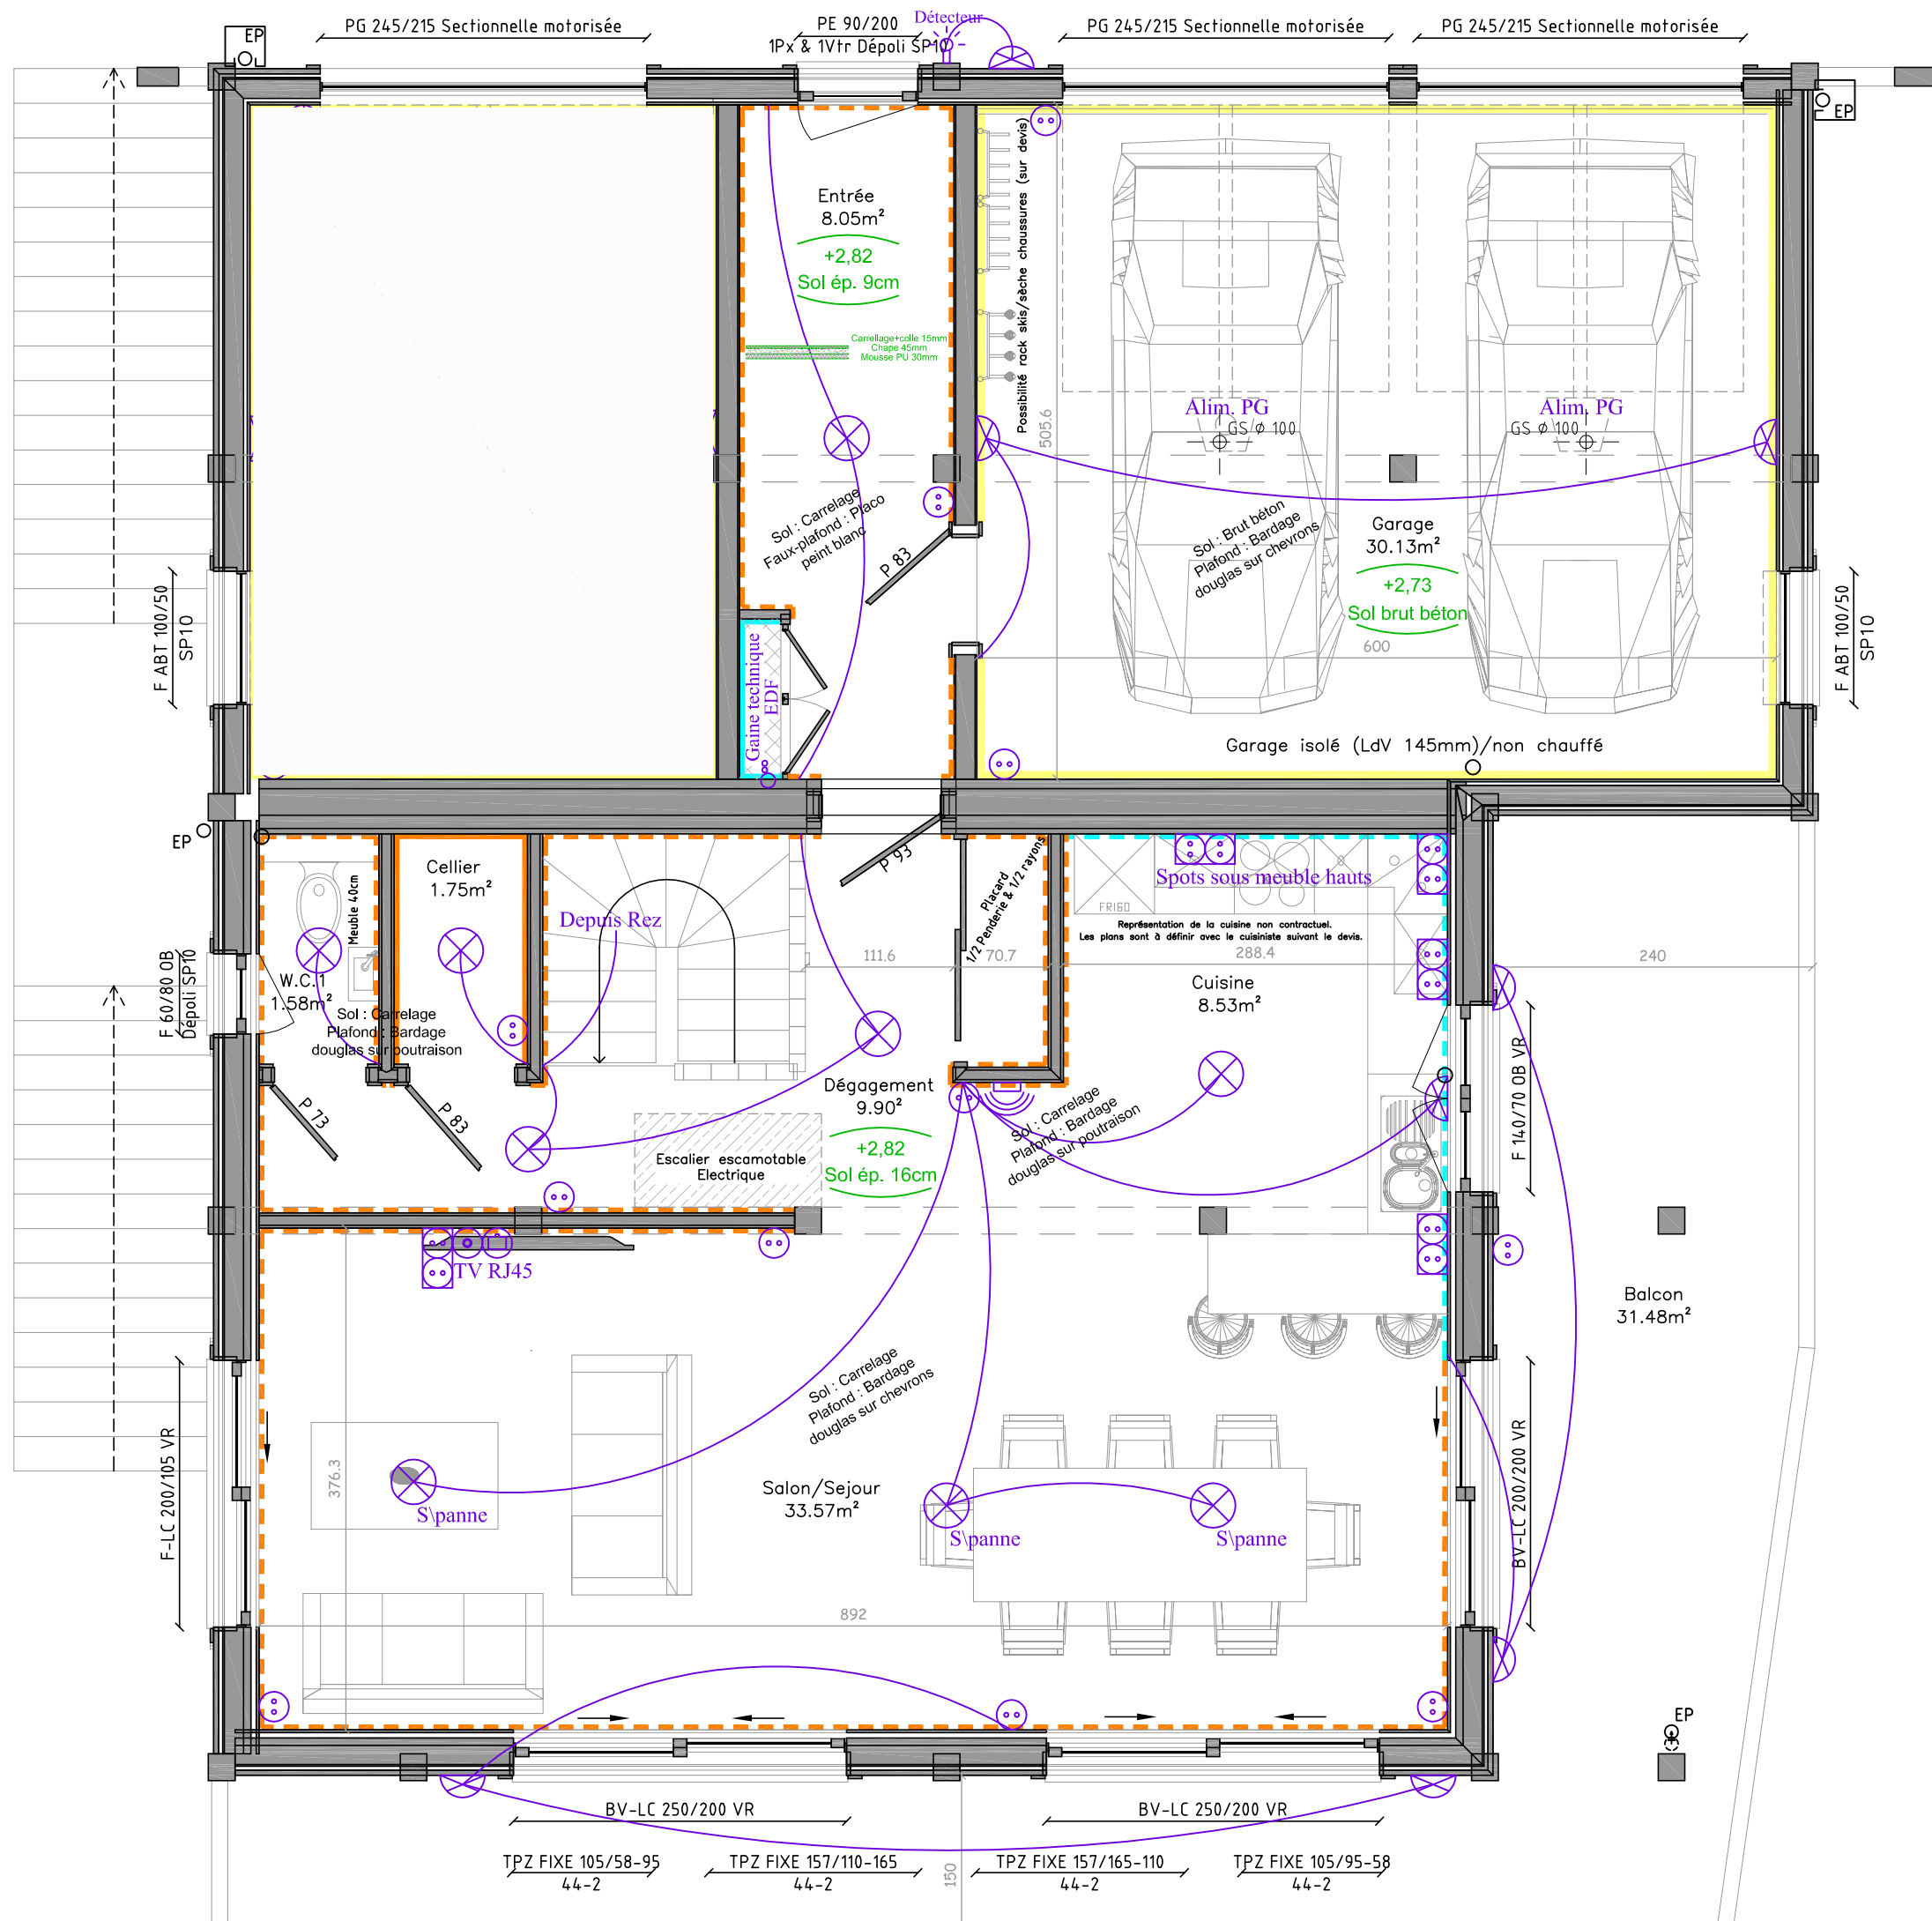 PG 245/215 Sectionnelle motorisée
PE 90/200
1Px & 1Vtr Dépoli SP10
Détecteur
PG 245/215 Sectionnelle motorisée
PG 245/215 Sectionnelle motorisée
EP
EP
Entrée
8.05m²
+2,82
Sol ép. 9cm
Carrellage+colle 15mm
Chape 45mm
Mousse PU 30mm
Possibilité rack skis/sèche chaussures (sur devis)
505.6
Alim. PG
GS ϕ 100
Alim. PG
GS ϕ 100
Sol : Carrelage
Faux-plafond : Placo
peint blanc
P 83
Sol : Brut béton
Plafond : Bardage
douglas sur chevrons
Garage
30.13m²
+2,73
Sol brut béton
600
F ABT 100/50
SP10
F ABT 100/50
SP10
Gaine technique
EDF
Garage isolé (LdV 145mm)/non chauffé
EP
Cellier
1.75m²
Meuble 40cm
Depuis Rez
P 93
Placard
1/2 Penderie & 1/2 rayons
Spots sous meuble hauts
FRI60
Représentation de la cuisine non contractuel.
Les plans sont à définir avec le cuisiniste suivant le devis.
111.6
70.7
288.4
240
F 60/80 OB
Dépoli SP10
W.C.1
1.58m²
Sol : Carrelage
Plafond : Bardage
douglas sur poutraison
Cuisine
8.53m²
F 140/70 OB VR
P 73
P 83
Dégagement
9.90²
+2,82
Sol ép. 16cm
Sol : Carrelage
Plafond : Bardage
douglas sur poutraison
Escalier escamotable
Electrique
TV RJ45
Balcon
31.48m²
Sol : Carrelage
Plafond : Bardage
douglas sur chevrons
F-LC 200/105 VR
376.3
BV-LC 200/200 VR
Salon/Sejour
33.57m²
S\panne
S\panne
S\panne
892
EP
BV-LC 250/200 VR
BV-LC 250/200 VR
TPZ FIXE 105/58-95
44-2
TPZ FIXE 157/110-165
44-2
150
TPZ FIXE 157/165-110
44-2
TPZ FIXE 105/95-58
44-2